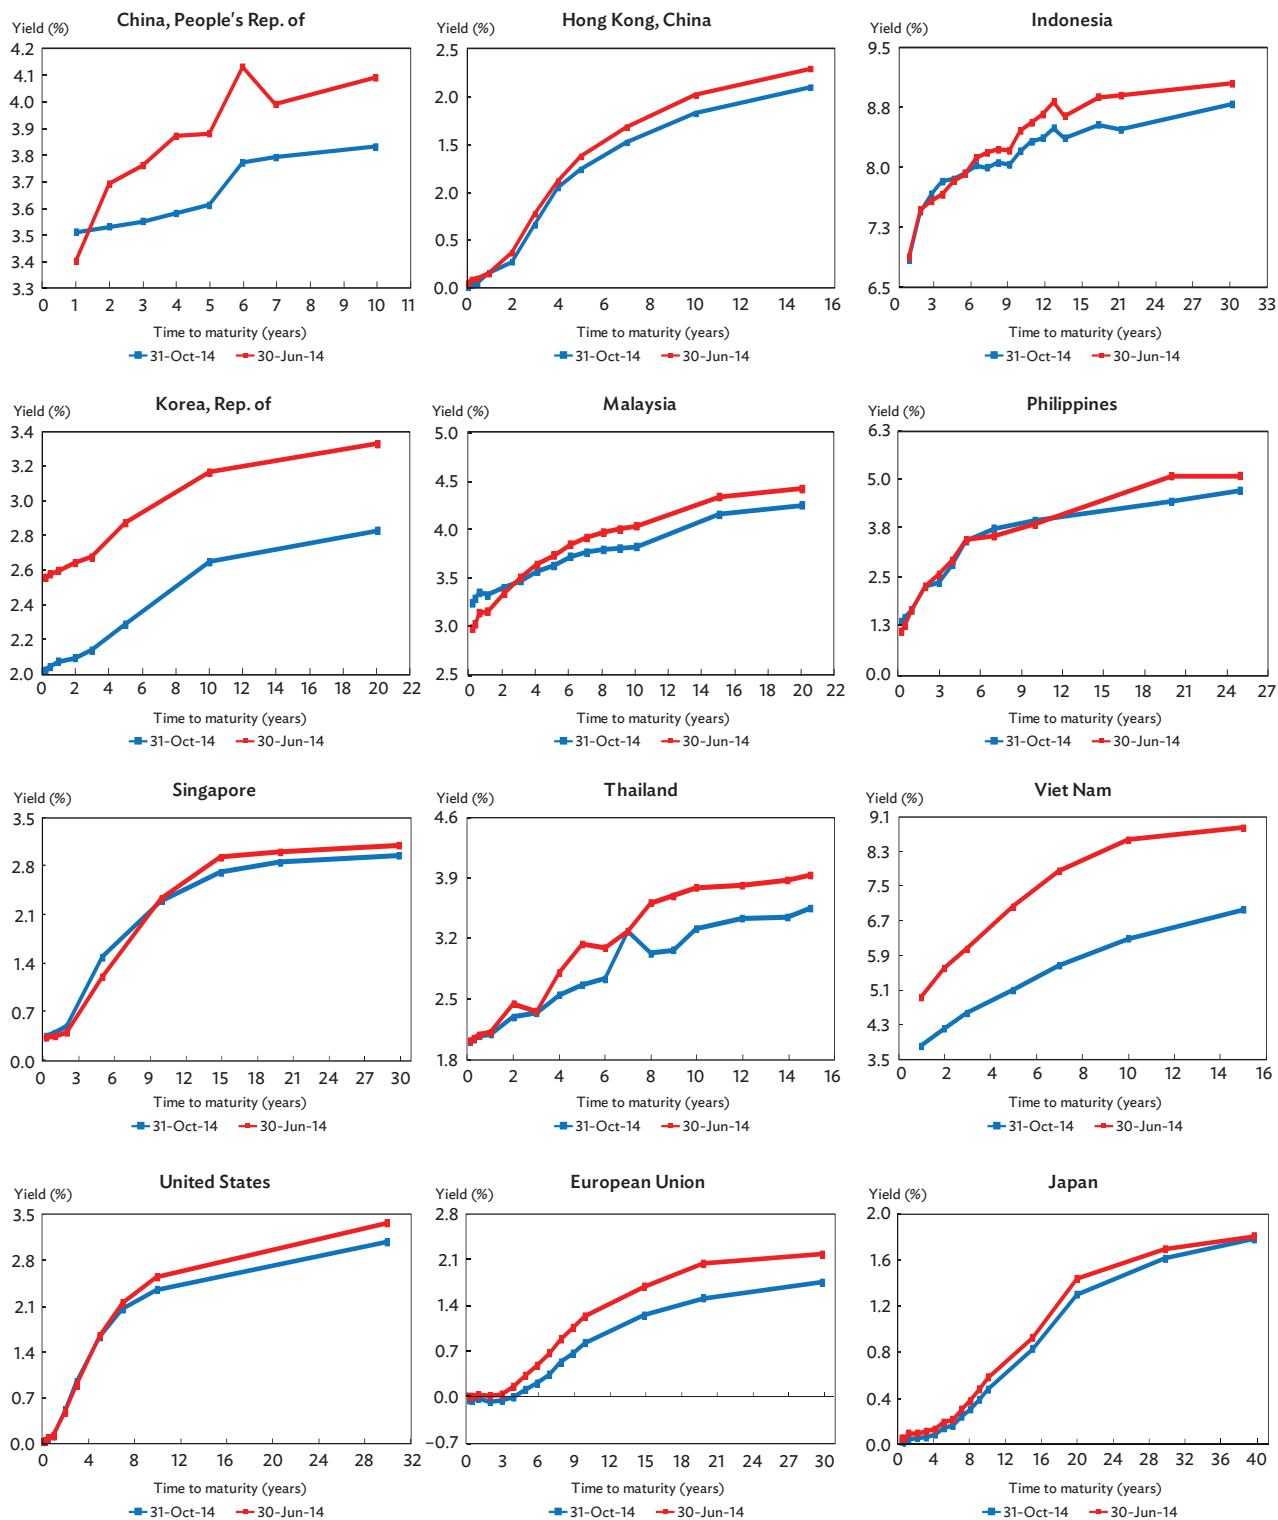 China, People's Rep. of
Yield (%)
4.2
4.1
4.0
3.9
3.8
3.7
3.6
3.5
3.4
3.3
0 1 2 3 4 5 6 7 8 9 10 11
Time to maturity (years)
31-Oct-14 30-Jun-14
Hong Kong, China
Yield (%)
2.5
2.0
1.5
2.0
0.5
0.0
0 2 4 6 8 10 12 14 16
Time to maturity (years)
31-Oct-14 30-Jun-14
Indonesia
Yield (%)
9.5
8.8
8.0
7.3
6.5
0 3 6 9 12 15 18 21 24 27 30 33
Time to maturity (years)
31-Oct-14 30-Jun-14
Korea, Rep. of
Yield (%)
3.4
3.2
3.0
2.8
2.6
2.4
2.2
2.0
0 2 4 6 8 10 12 14 16 18 20 22
Time to maturity (years)
31-Oct-14 30-Jun-14
Malaysia
Yield (%)
5.0
4.5
4.0
3.5
3.0
2.5
0 2 4 6 8 10 12 14 16 18 20 22
Time to maturity (years)
31-Oct-14 30-Jun-14
Philippines
Yield (%)
6.3
5.0
3.8
2.5
1.3
0.0
0 3 6 9 12 15 18 21 24 27
Time to maturity (years)
31-Oct-14 30-Jun-14
Singapore
Yield (%)
3.5
2.8
2.1
1.4
0.7
0.0
0 3 6 9 12 15 18 21 24 27 30
Time to maturity (years)
31-Oct-14 30-Jun-14
Thailand
Yield (%)
4.6
3.9
3.2
2.5
1.8
0 2 4 6 8 10 12 14 16
Time to maturity (years)
31-Oct-14 30-Jun-14
Viet Nam
Yield (%)
9.1
8.3
7.5
6.7
5.9
5.1
4.3
3.5
0 2 4 6 8 10 12 14 16
Time to maturity (years)
31-Oct-14 30-Jun-14
United States
Yield (%)
3.5
2.8
2.1
1.4
0.7
0.0
0 4 8 12 16 20 24 28 32
Time to maturity (years)
31-Oct-14 30-Jun-14
European Union
Yield (%)
2.8
2.1
1.4
0.7
0.0
–0.7
0 3 6 9 12 15 18 21 24 27 30
Time to maturity (years)
31-Oct-14 30-Jun-14
Japan
Yield (%)
2.0
1.6
1.2
0.8
0.4
0.0
0 4 8 12 16 20 24 28 32 36 40
Time to maturity (years)
31-Oct-14 30-Jun-14